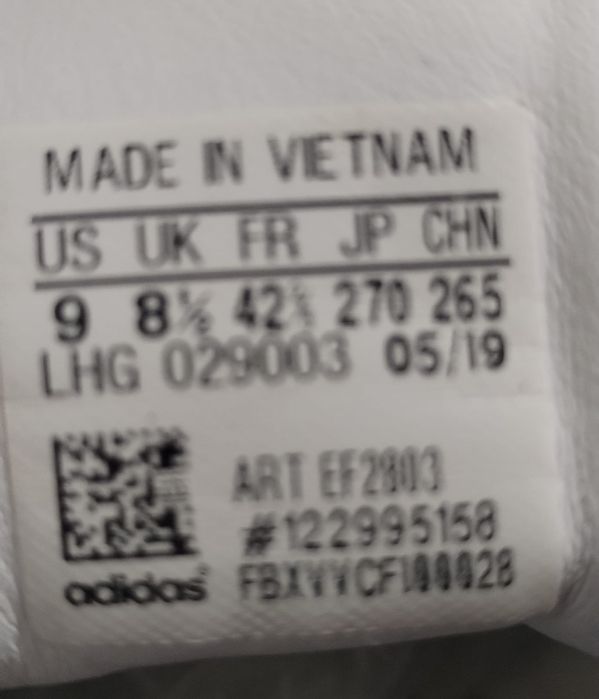 MADE IN VIETNAM
US UK FR JP CHN
9 8½ 42⅔ 270 265
LHG 029003 05/19
ART EF2803
#122995158
adidas